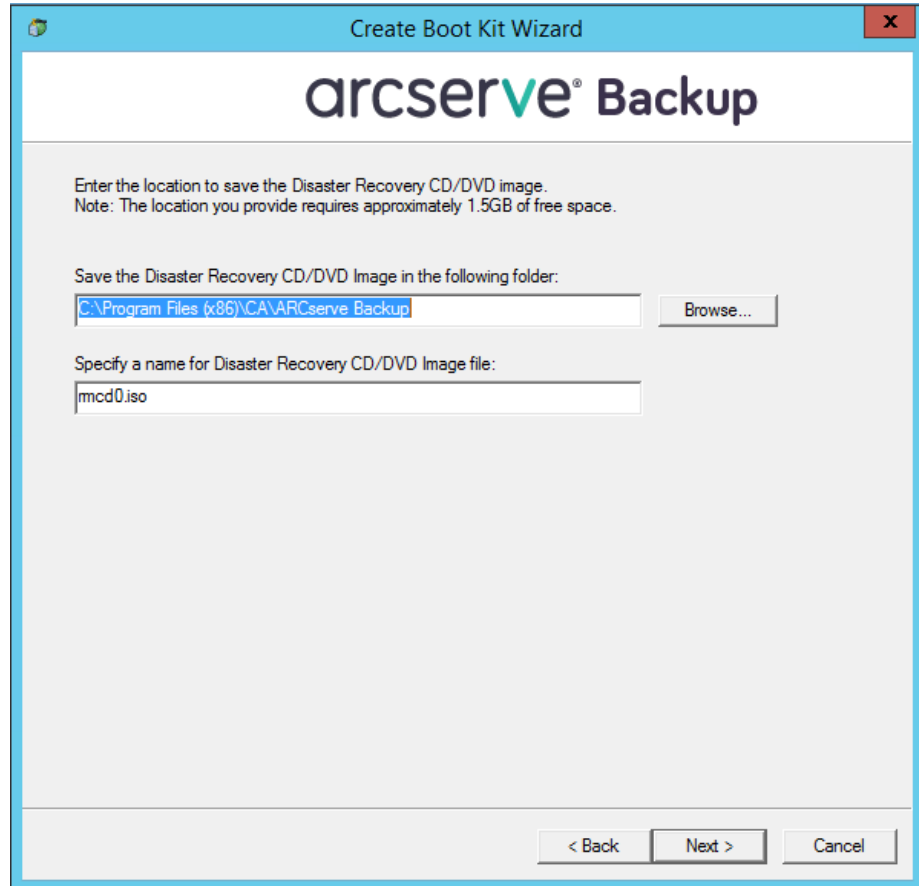 Create Boot Kit Wizard
x
arcserve® Backup
Enter the location to save the Disaster Recovery CD/DVD image.
Note: The location you provide requires approximately 1.5GB of free space.
Save the Disaster Recovery CD/DVD Image in the following folder:
C:\Program Files (x86)\CA\ARCserve Backup
Browse...
Specify a name for Disaster Recovery CD/DVD Image file:
mcd0.iso
< Back
Next >
Cancel